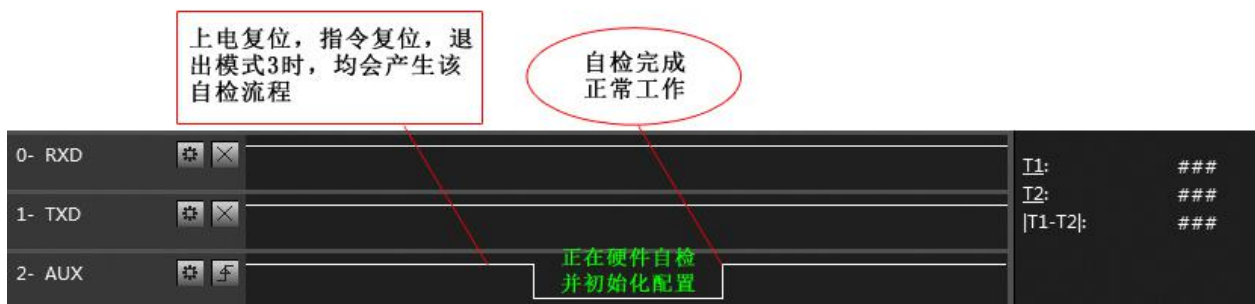 上电复位，指令复位，退
出模式3时，均会产生该
自检流程
自检完成
正常工作
0- RXD
1- TXD
2- AUX
正在硬件自检
并初始化配置
T1: ###
T2: ###
|T1-T2|: ###